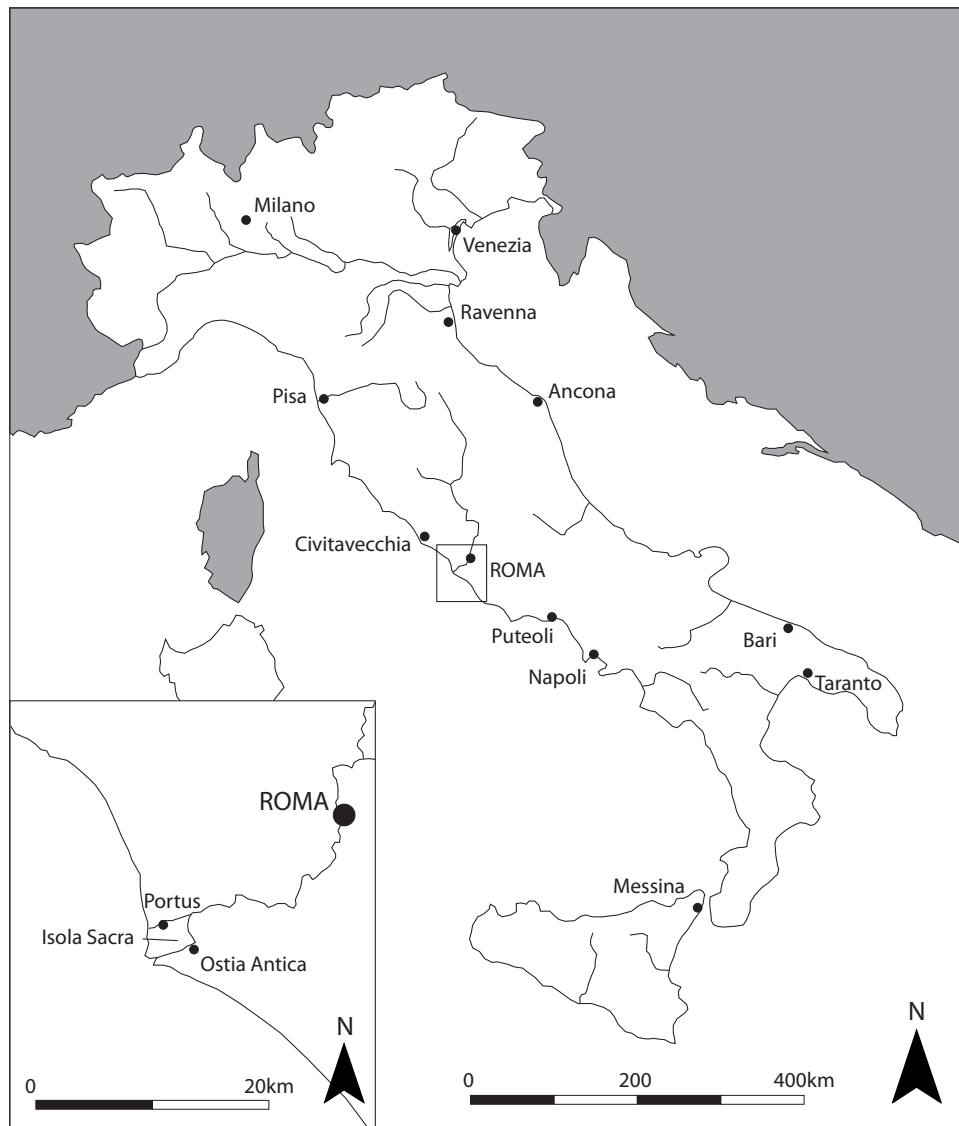 Milano
Venezia
Ravenna
Pisa
Ancona
Civitavecchia
ROMA
Puteoli
Bari
Napoli
Taranto
ROMA
Messina
Portus
Isola Sacra
Ostia Antica
N
N
0 20km
0 200 400km